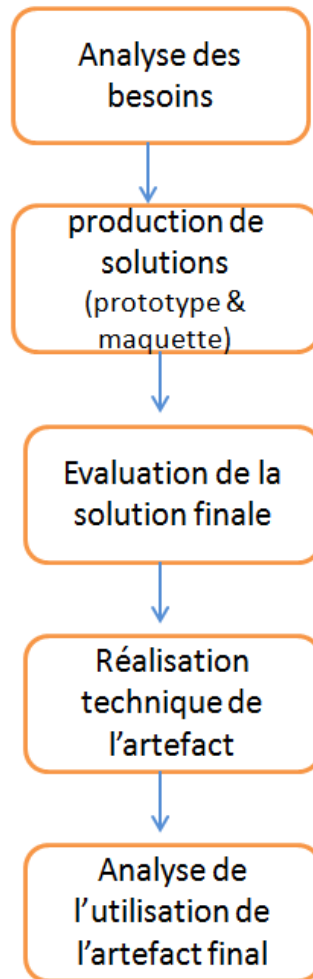 Analyse des
besoins
production de
solutions
(prototype &
maquette)
Evaluation de la
solution finale
Réalisation
technique de
l’artefact
Analyse de
l’utilisation de
l’artefact final